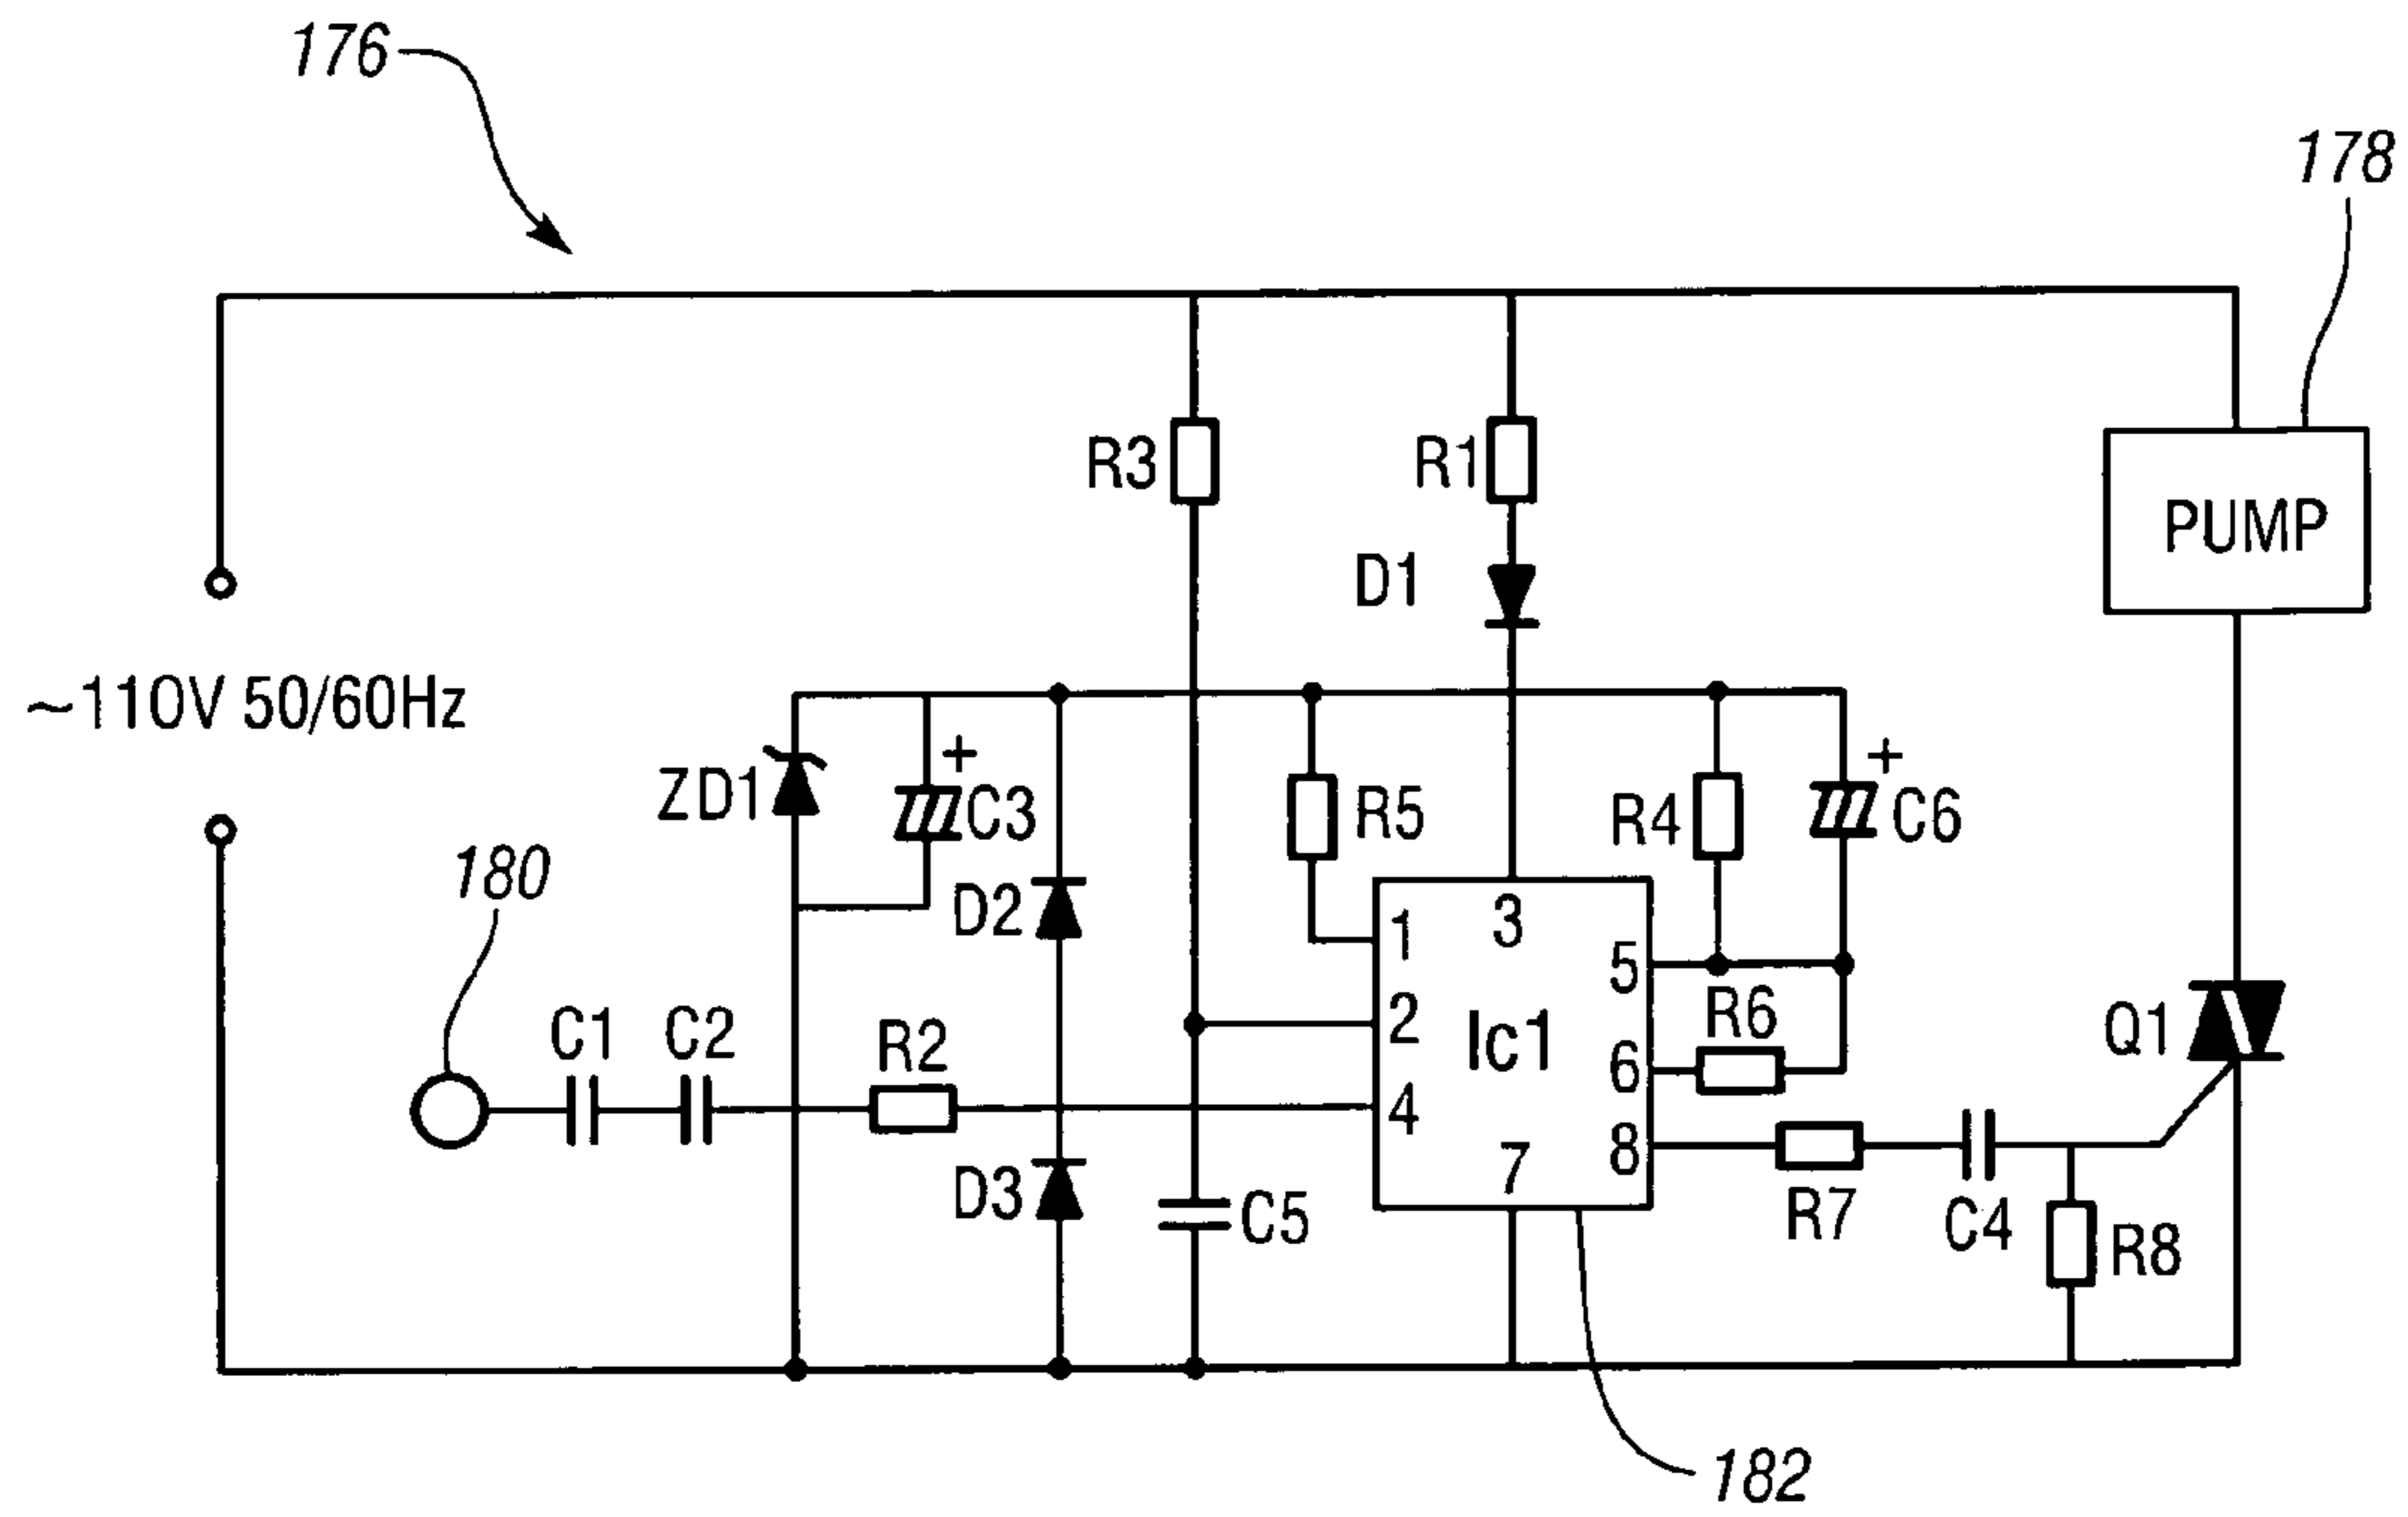 176
178
R3
R1
PUMP
D1
~110V 50/60Hz
ZD1
+
C3
R5
R4
+
C6
180
D2
1
3
5
C1
C2
R2
2
Ic1
R6
Q1
6
4
D3
C5
7
8
R7
C4
R8
182